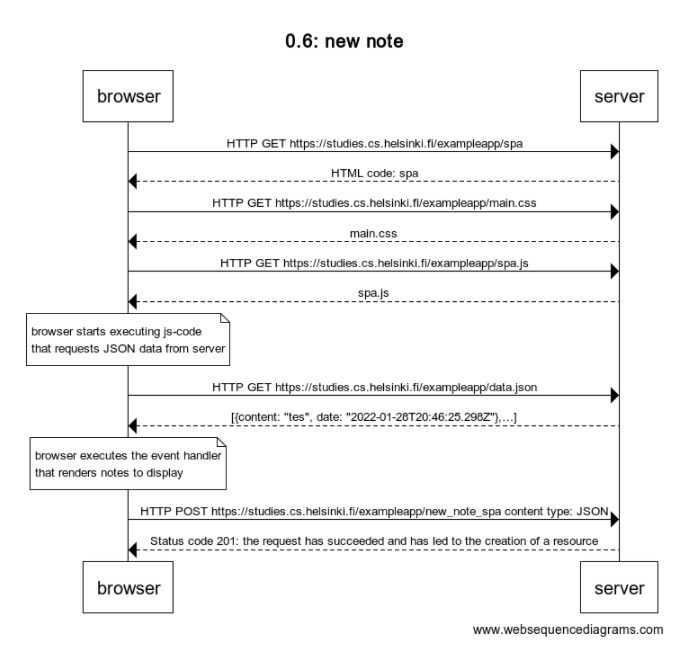 0.6: new note
browser
server
HTTP GET https://studies.cs.helsinki.fi/exampleapp/spa
HTML code: spa
HTTP GET https://studies.cs.helsinki.fi/exampleapp/main.css
main.css
HTTP GET https://studies.cs.helsinki.fi/exampleapp/spa.js
spa.js
browser starts executing js-code
that requests JSON data from server
HTTP GET https://studies.cs.helsinki.fi/exampleapp/data.json
[{content: "tes", date: "2022-01-28T20:46:25.298Z"},...]
browser executes the event handler
that renders notes to display
HTTP POST https://studies.cs.helsinki.fi/exampleapp/new_note_spa content type: JSON
Status code 201: the request has succeeded and has led to the creation of a resource
browser
server
www.websequencediagrams.com